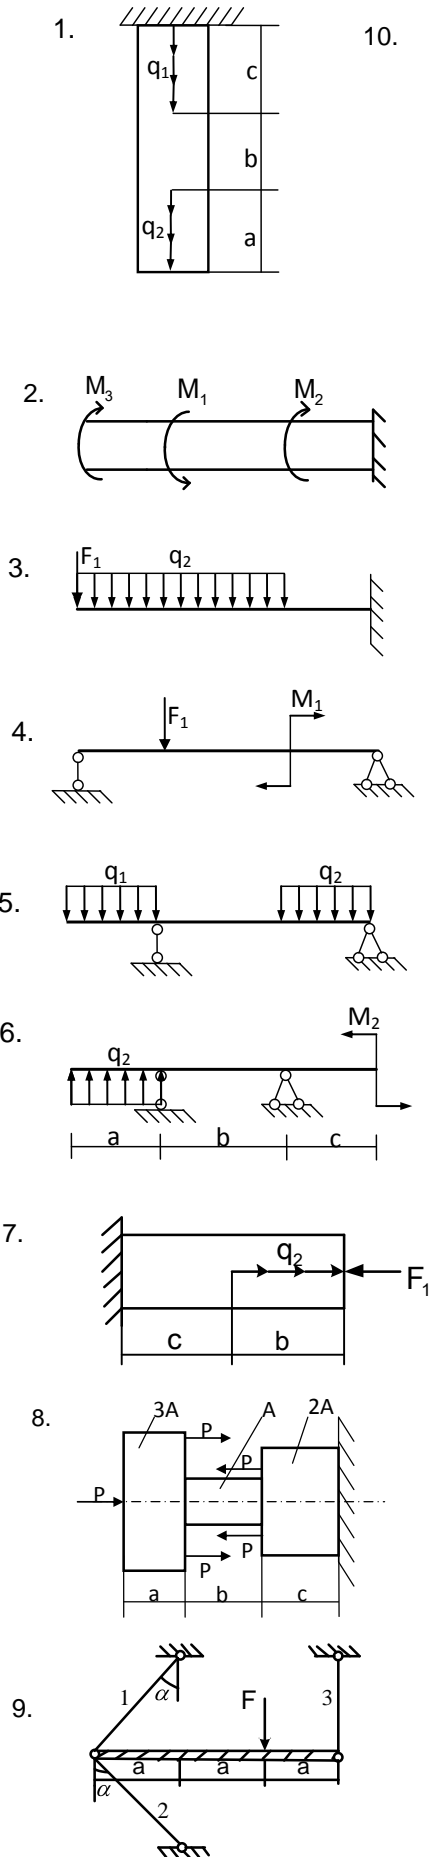 1. 10.
q₁ c
b
q₂ a
2. M₃ M₁ M₂
3. F₁ q₂
4. F₁ M₁
5. q₁ q₂
6. q₂ M₂
a b c
7. q₂ F₁
c b
8. 3A A 2A
P P P
P P
a b c
9. 1 α F 3
a a a
α 2